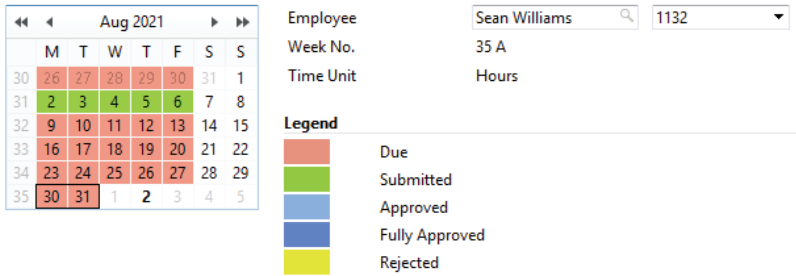 Aug 2021
M T W T F S S
30 26 27 28 29 30 31 1
31 2 3 4 5 6 7 8
32 9 10 11 12 13 14 15
33 16 17 18 19 20 21 22
34 23 24 25 26 27 28 29
35 30 31 1 2 3 4 5
Employee Sean Williams 1132
Week No. 35 A
Time Unit Hours
Legend
Due
Submitted
Approved
Fully Approved
Rejected